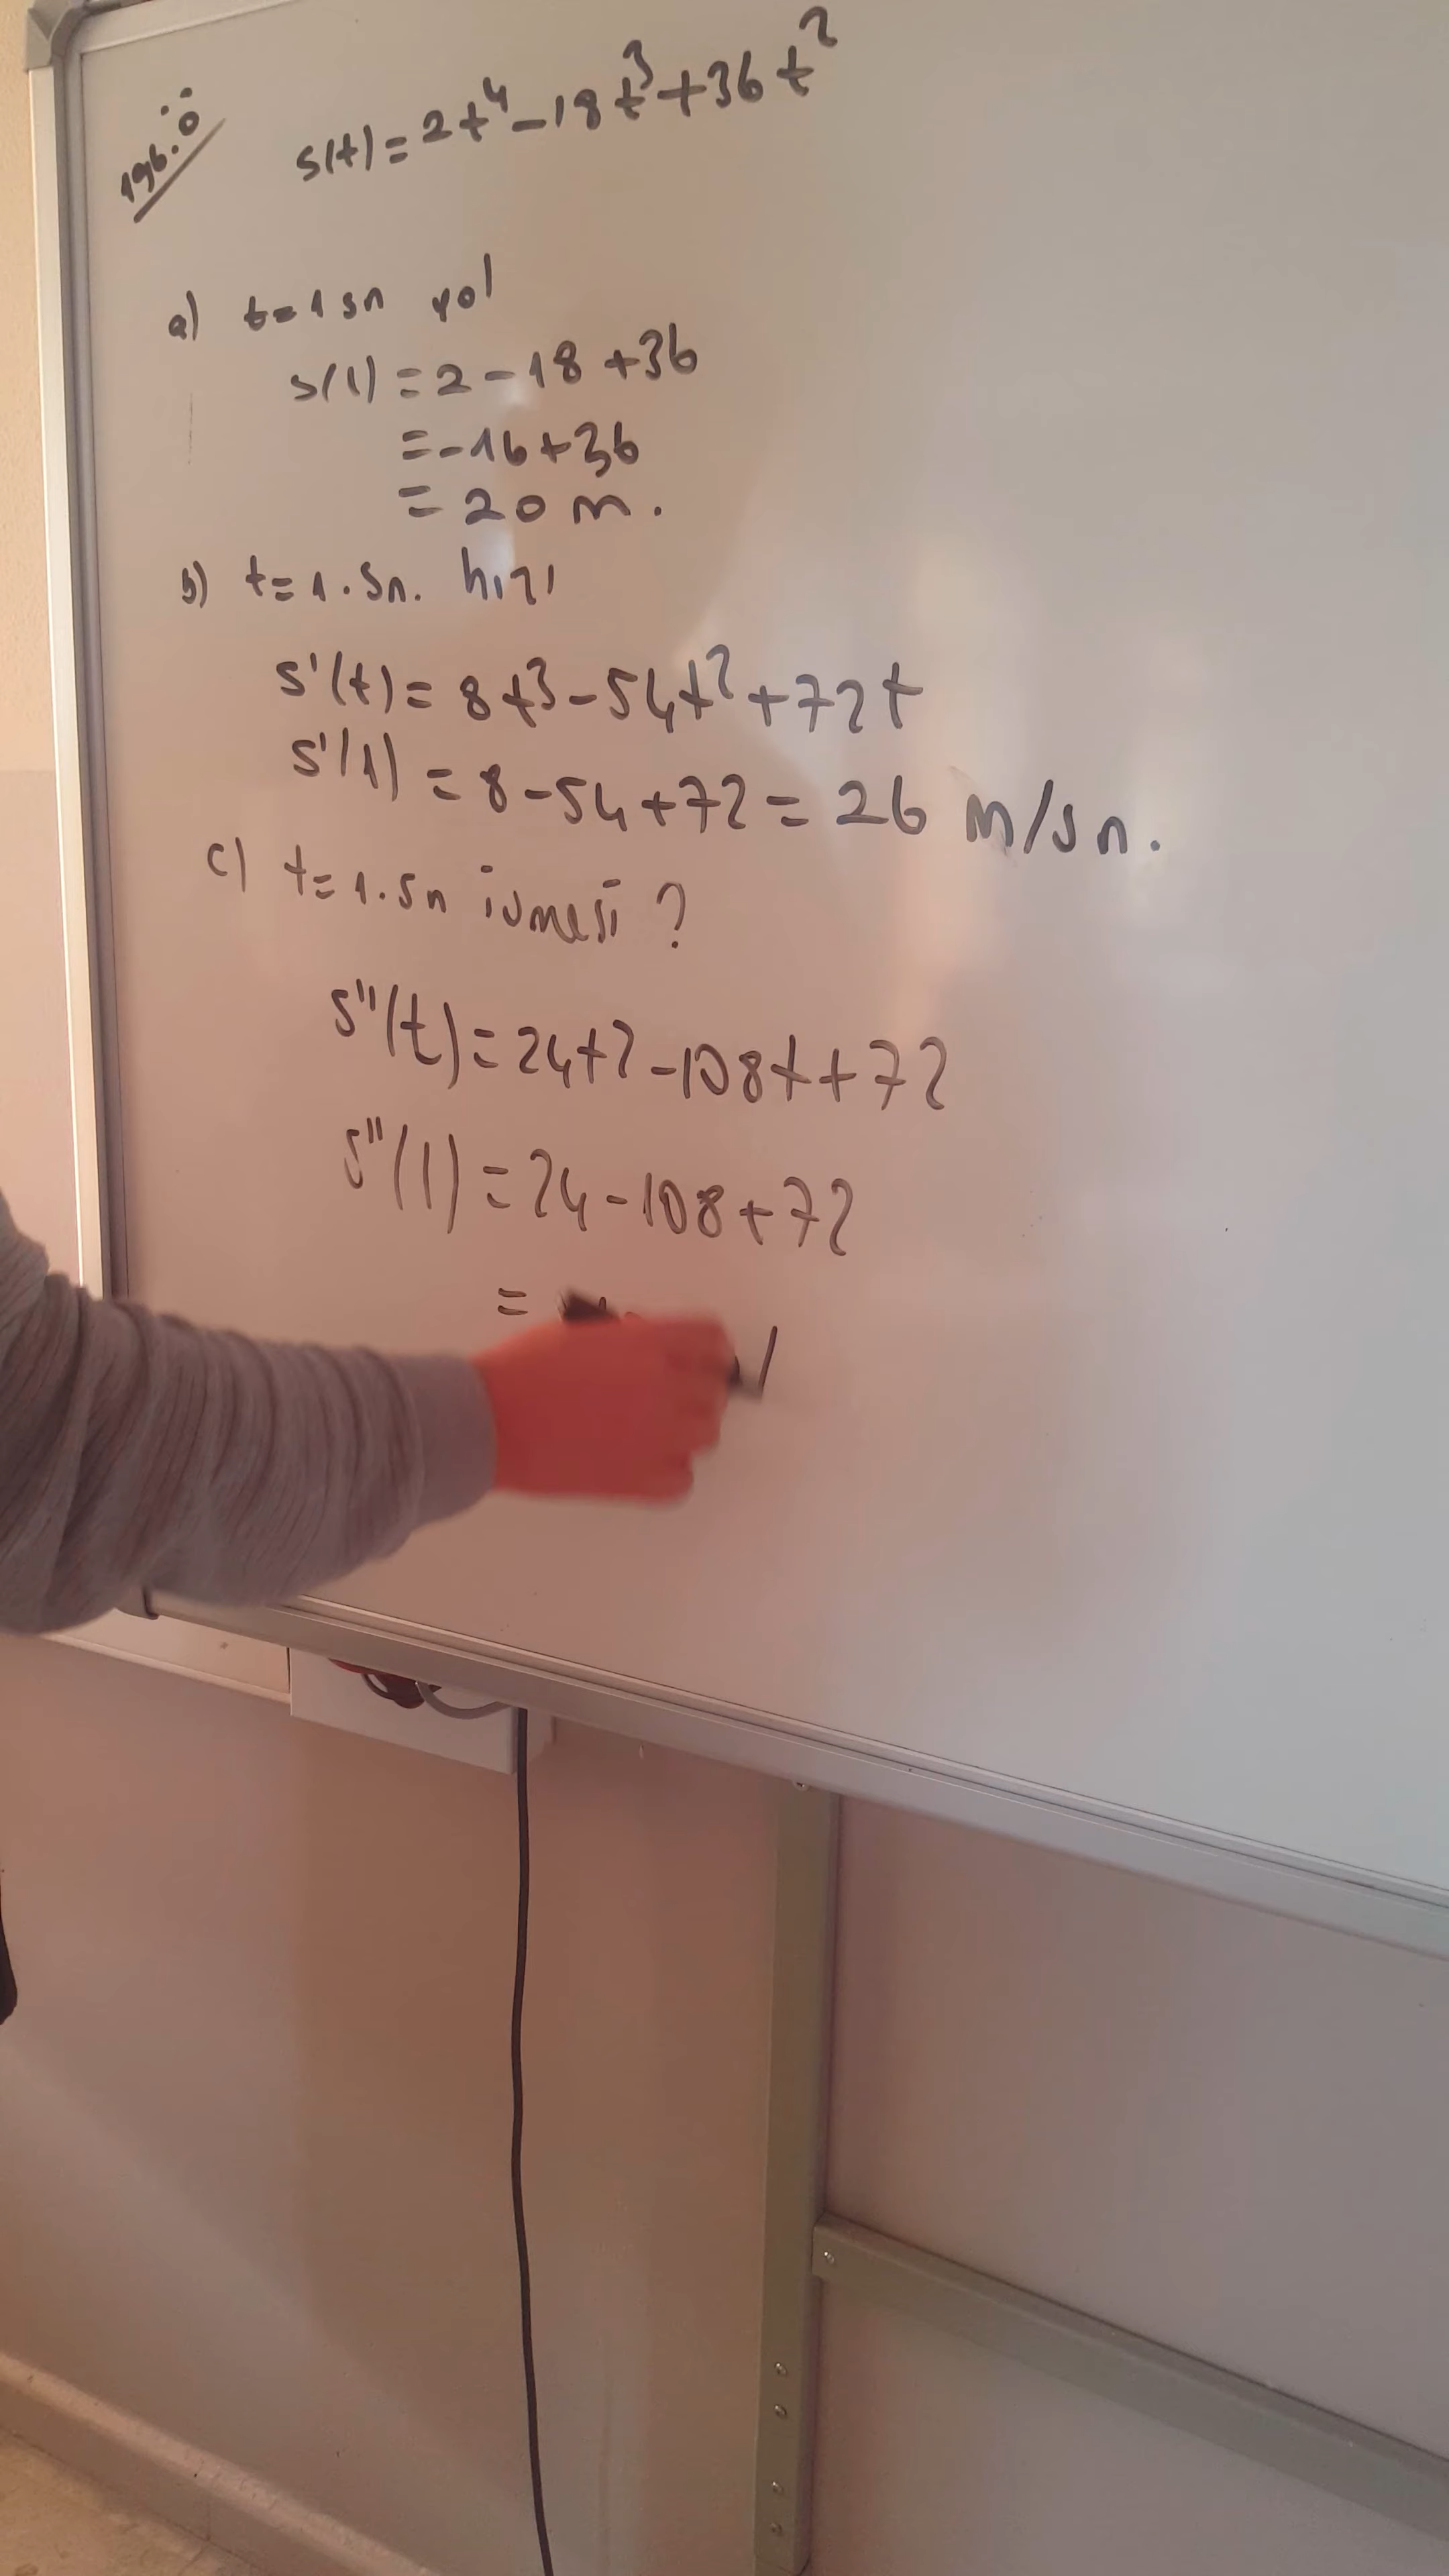 196.Ö
s(t)=2t⁴-18t³+36t²
a) t=1 sn yol
s(1)=2-18+36
=-16+36
=20 m.
b) t=1.sn. hızı
s'(t)=8t³-54t²+72t
s'(1)=8-54+72=26 m/sn.
c) t=1.sn ivmesi ?
s''(t)=24t²-108t+72
s''(1)=24-108+72
=